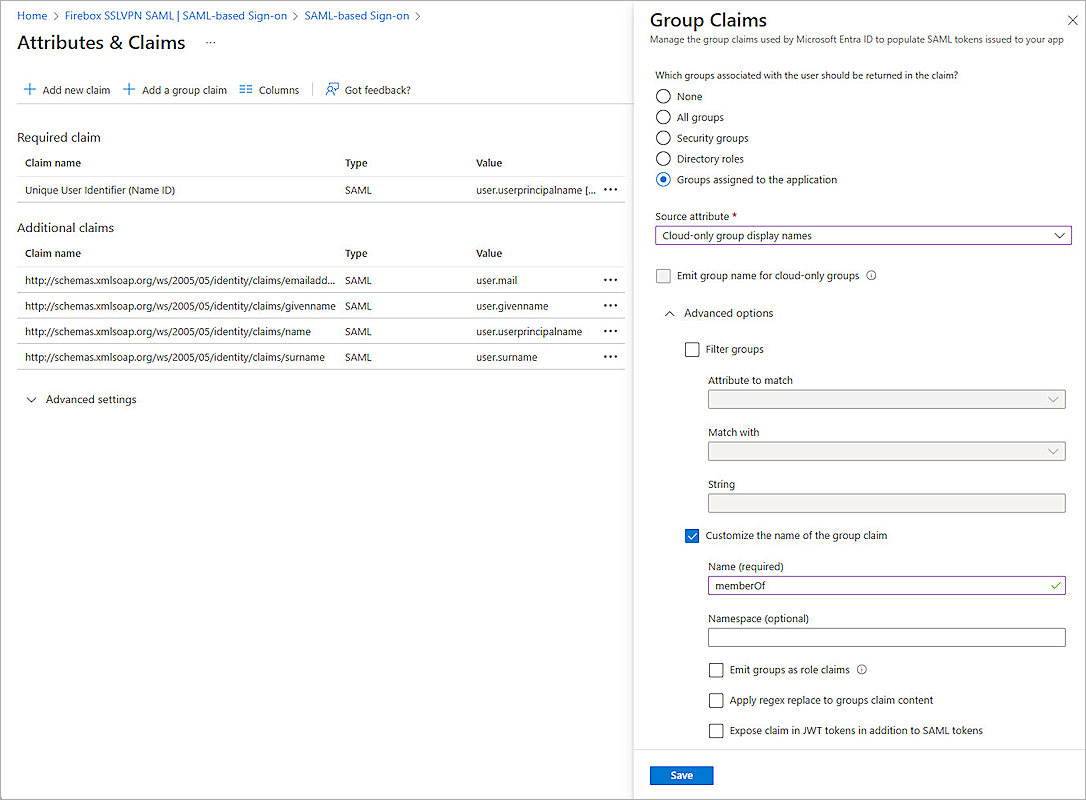 Home > Firebox SSLVPN SAML | SAML-based Sign-on > SAML-based Sign-on >
Attributes & Claims ...
Add new claim Add a group claim Columns Got feedback?
Required claim
Claim name Type Value
Unique User Identifier (Name ID) SAML user.userprincipalname [... •••
Additional claims
Claim name Type Value
http://schemas.xmlsoap.org/ws/2005/05/identity/claims/emailadd... SAML user.mail •••
http://schemas.xmlsoap.org/ws/2005/05/identity/claims/givenname SAML user.givenname •••
http://schemas.xmlsoap.org/ws/2005/05/identity/claims/name SAML user.userprincipalname •••
http://schemas.xmlsoap.org/ws/2005/05/identity/claims/surname SAML user.surname •••
Advanced settings
Group Claims
Manage the group claims used by Microsoft Entra ID to populate SAML tokens issued to your app
Which groups associated with the user should be returned in the claim?
None
All groups
Security groups
Directory roles
Groups assigned to the application
Source attribute *
Cloud-only group display names
Emit group name for cloud-only groups
Advanced options
Filter groups
Attribute to match
Match with
String
Customize the name of the group claim
Name (required)
memberOf
Namespace (optional)
Emit groups as role claims
Apply regex replace to groups claim content
Expose claim in JWT tokens in addition to SAML tokens
Save